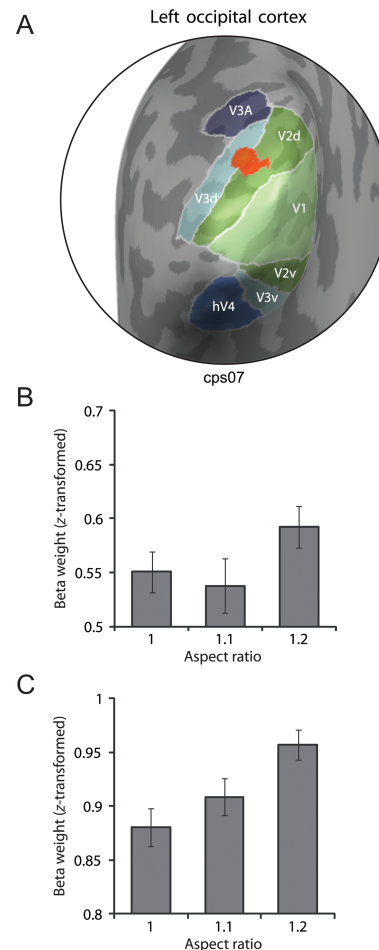 A
Left occipital cortex
V3A
V2d
V3d
V1
V2v
V3v
hV4
cps07
B
Beta weight (z-transformed)
0.7
0.65
0.6
0.55
0.5
1 1.1 1.2
Aspect ratio
C
Beta weight (z-transformed)
1
0.95
0.9
0.85
0.8
1 1.1 1.2
Aspect ratio